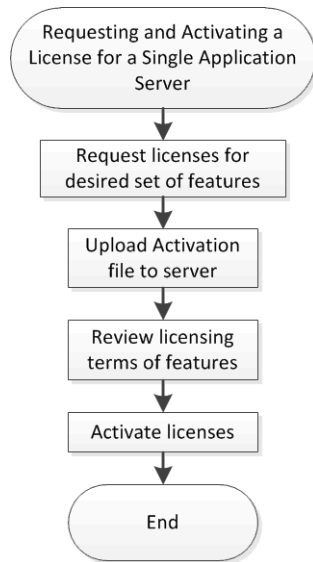 Requesting and Activating a
License for a Single Application
Server
Request licenses for
desired set of features
Upload Activation
file to server
Review licensing
terms of features
Activate licenses
End